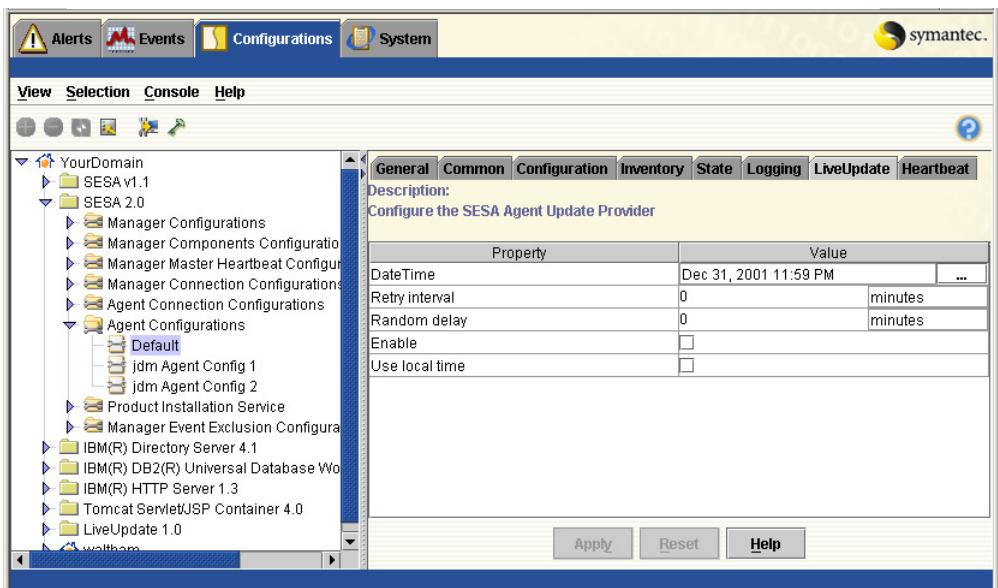 Alerts Events Configurations System symantec.
View Selection Console Help
YourDomain
SESA v1.1
SESA 2.0
Manager Configurations
Manager Components Configuratio
Manager Master Heartbeat Configur
Manager Connection Configurations
Agent Connection Configurations
Agent Configurations
Default
jdm Agent Config 1
jdm Agent Config 2
Product Installation Service
Manager Event Exclusion Configura
IBM(R) Directory Server 4.1
IBM(R) DB2(R) Universal Database Wo
IBM(R) HTTP Server 1.3
Tomcat Servlet/JSP Container 4.0
LiveUpdate 1.0
waltham
General Common Configuration Inventory State Logging LiveUpdate Heartbeat
Description:
Configure the SESA Agent Update Provider
Property Value
DateTime Dec 31, 2001 11:59 PM ...
Retry interval 0 minutes
Random delay 0 minutes
Enable
Use local time
Apply Reset Help